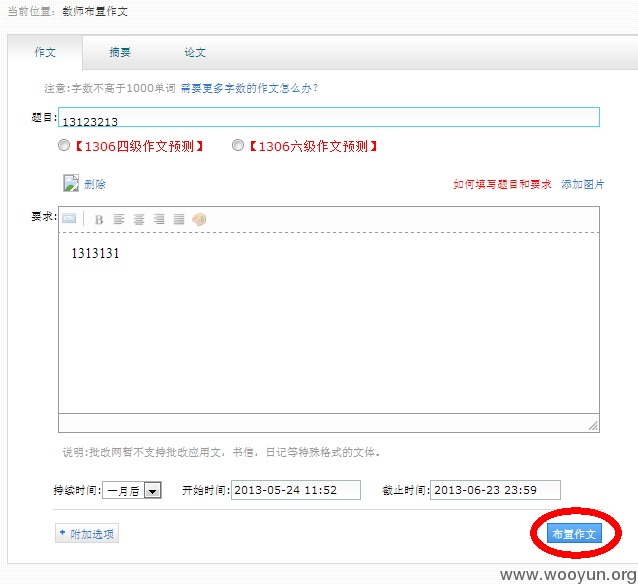 当前位置：教师布置作文
作文 摘要 论文
注意:字数不高于1000单词 需要更多字数的作文怎么办?
题目: 13123213
【1306四级作文预测】 【1306六级作文预测】
删除 如何填写题目和要求 添加图片
要求: B
1313131
说明:批改网暂不支持批改应用文，书信，日记等特殊格式的文体。
持续时间: 一月后 开始时间: 2013-05-24 11:52 截止时间: 2013-06-23 23:59
+ 附加选项 布置作文
www.wooyun.org